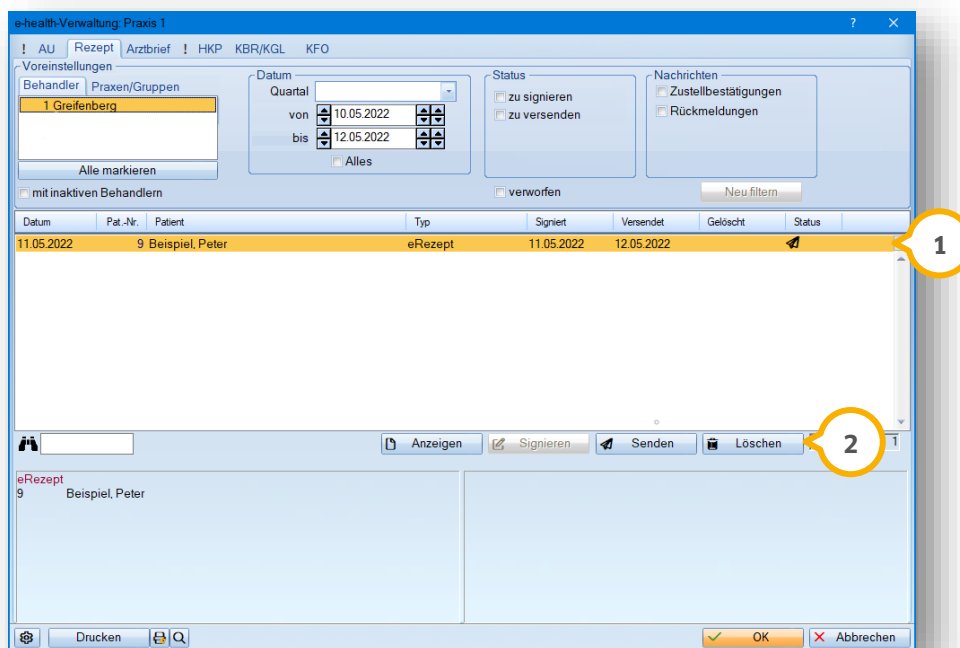 e-health-Verwaltung: Praxis 1 ?
! AU Rezept Arztbrief ! HKP KBR/KGL KFO
Voreinstellungen
Behandler Praxen/Gruppen
1 Greifenberg
Alle markieren
mit inaktiven Behandlern
Datum
Quartal
von 10.05.2022
bis 12.05.2022
Alles
Status
zu signieren
zu versenden
verworfen
Nachrichten
Zustellbestätigungen
Rückmeldungen
Neu filtern
Datum Pat.-Nr. Patient Typ Signiert Versendet Gelöscht Status
11.05.2022 9 Beispiel, Peter eRezept 11.05.2022 12.05.2022
1
Anzeigen Signieren Senden Löschen 2 1
eRezept
9 Beispiel, Peter
Drucken OK Abbrechen